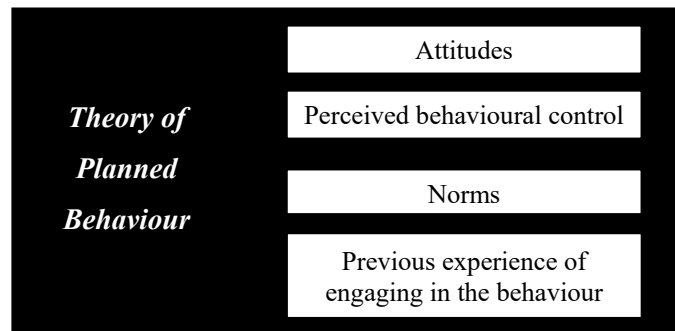 Theory of
Planned
Behaviour
Attitudes
Perceived behavioural control
Norms
Previous experience of
engaging in the behaviour